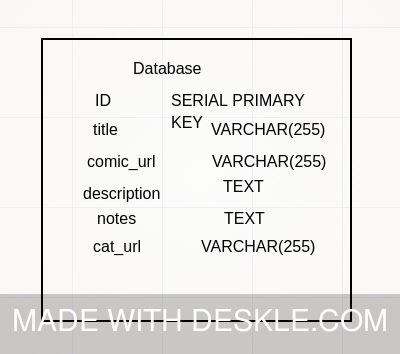 Database
ID SERIAL PRIMARY KEY
title VARCHAR(255)
comic_url VARCHAR(255)
description TEXT
notes TEXT
cat_url VARCHAR(255)
MADE WITH DESKLE.COM